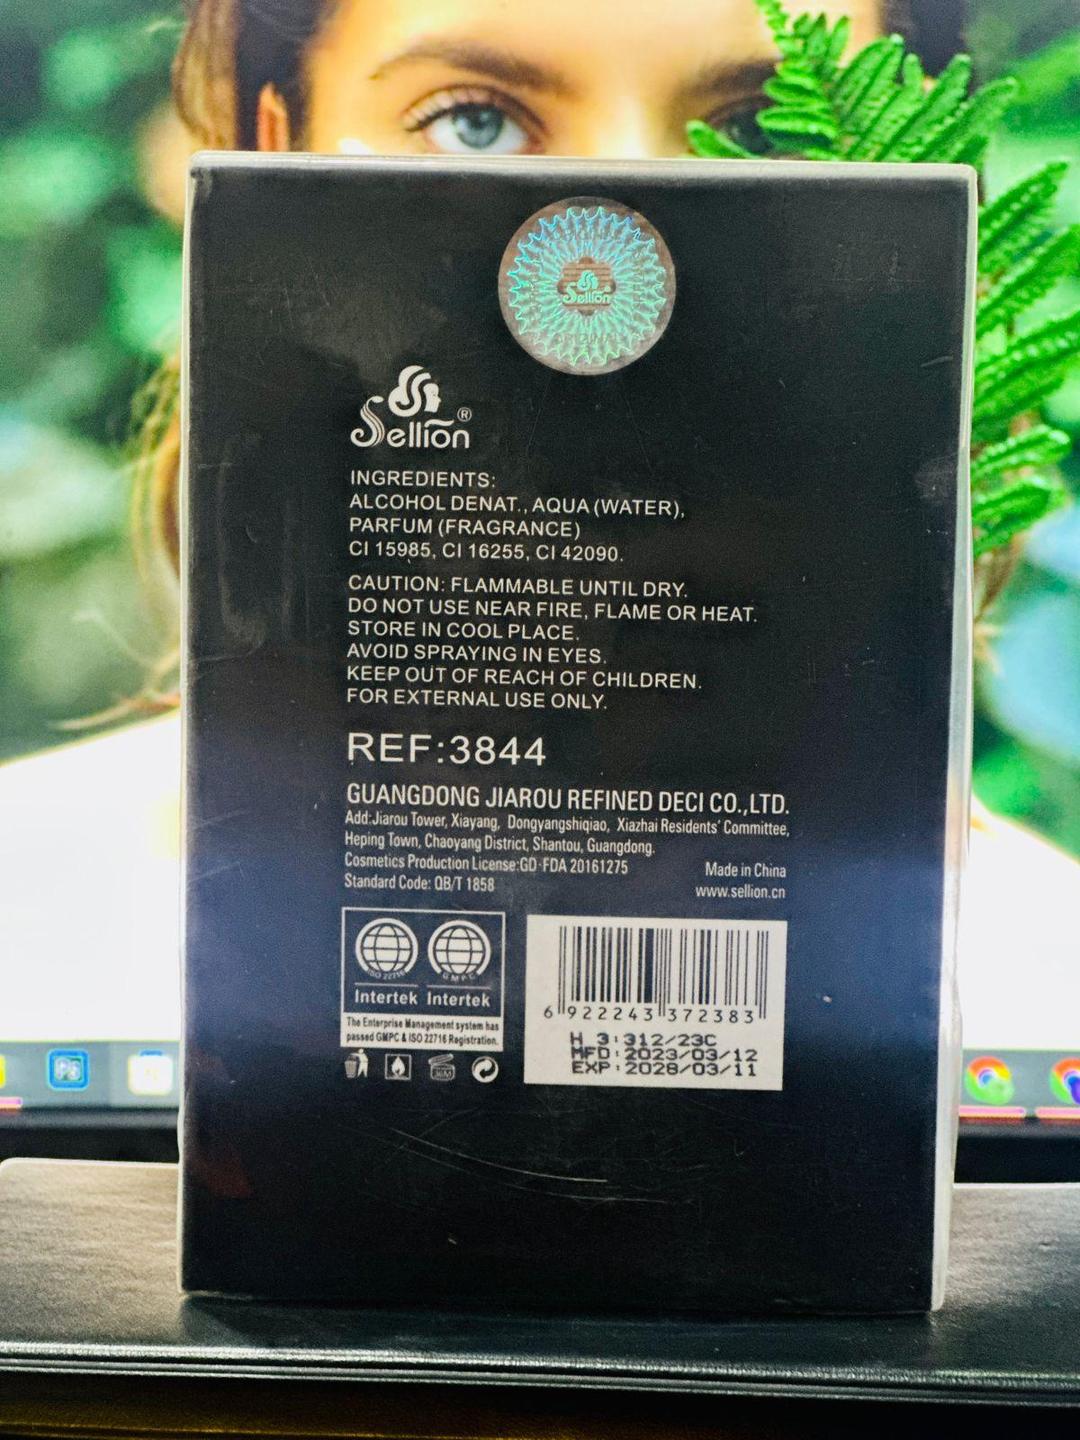 Sellion
Sellion®
INGREDIENTS:
ALCOHOL DENAT., AQUA (WATER),
PARFUM (FRAGRANCE)
CI 15985, CI 16255, CI 42090.
CAUTION: FLAMMABLE UNTIL DRY.
DO NOT USE NEAR FIRE, FLAME OR HEAT.
STORE IN COOL PLACE.
AVOID SPRAYING IN EYES.
KEEP OUT OF REACH OF CHILDREN.
FOR EXTERNAL USE ONLY.
REF:3844
GUANGDONG JIAROU REFINED DECI CO.,LTD.
Add:Jiarou Tower, Xiayang, Dongyangshiqiao, Xiazhai Residents' Committee,
Heping Town, Chaoyang District, Shantou, Guangdong.
Cosmetics Production License:GD·FDA 20161275
Made in China
Standard Code: QB/T 1858
www.sellion.cn
ISO 22716 GMPC
Intertek Intertek
The Enterprise Management system has
passed GMPC & ISO 22716 Registration.
6 922243 372383
H 3:312/23C
MFD:2023/03/12
EXP:2028/03/11
36M
Ps